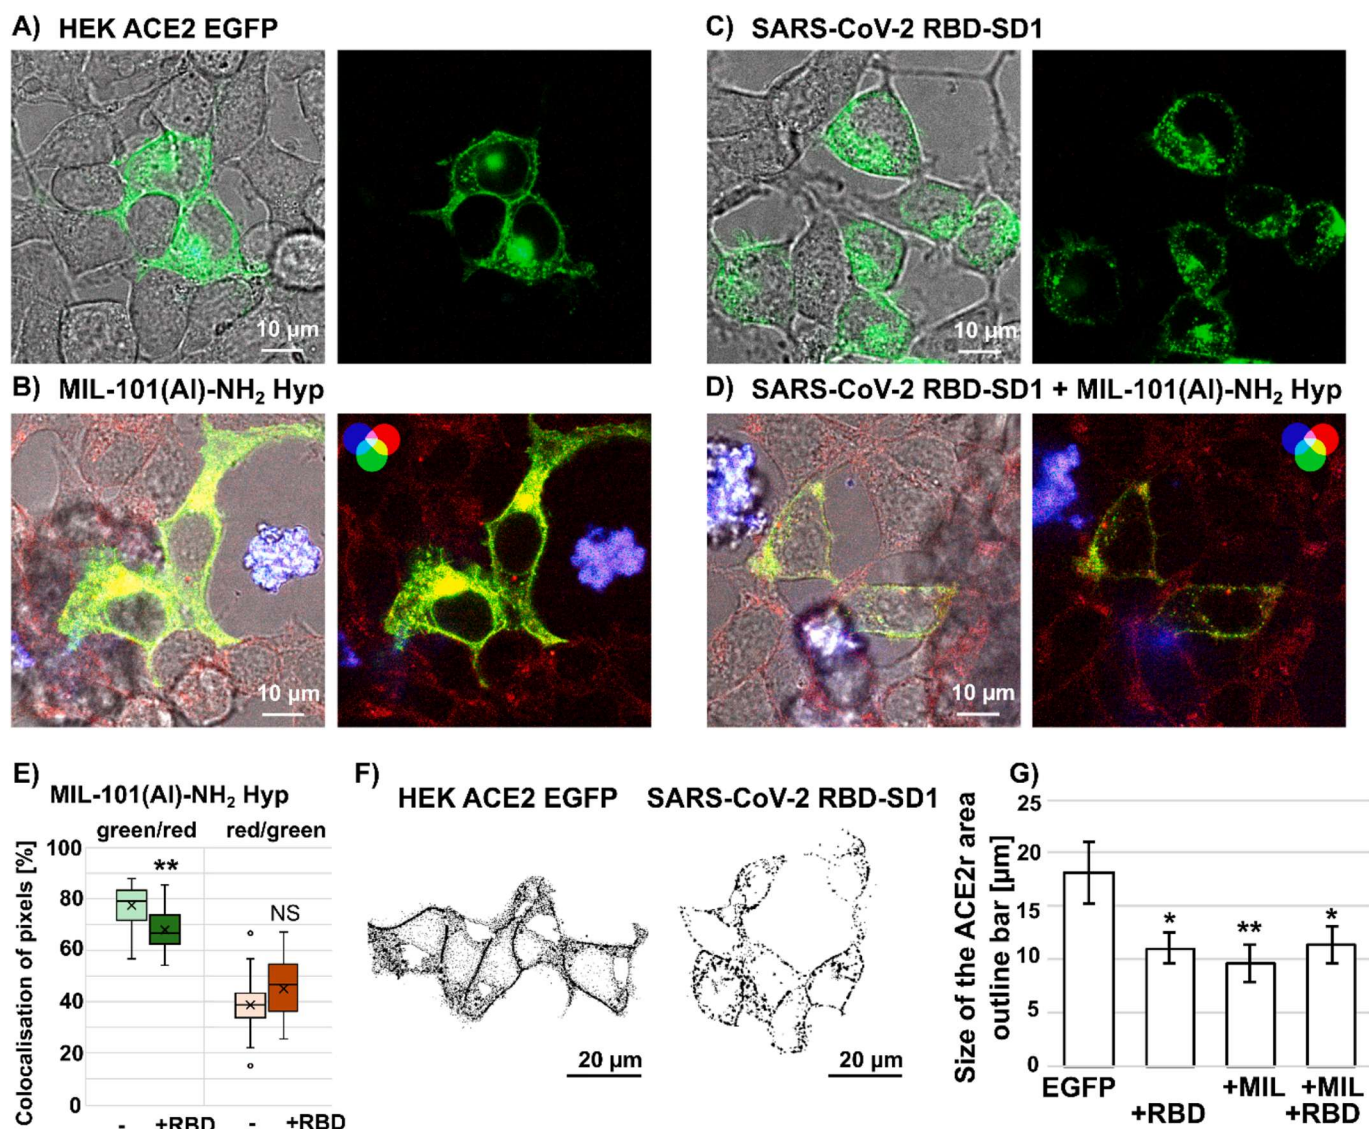 A) HEK ACE2 EGFP
10 µm
B) MIL-101(Al)-NH₂ Hyp
10 µm
C) SARS-CoV-2 RBD-SD1
10 µm
D) SARS-CoV-2 RBD-SD1 + MIL-101(Al)-NH₂ Hyp
10 µm
E)
MIL-101(Al)-NH₂ Hyp
green/red red/green
Colocalisation of pixels [%]
100
80
60
40
20
0
**
NS
- +RBD - +RBD
F)
HEK ACE2 EGFP SARS-CoV-2 RBD-SD1
20 µm 20 µm
G)
Size of the ACE2r area
outline bar [µm]
25
20
15
10
5
0
* ** *
EGFP +MIL +MIL
+RBD +RBD